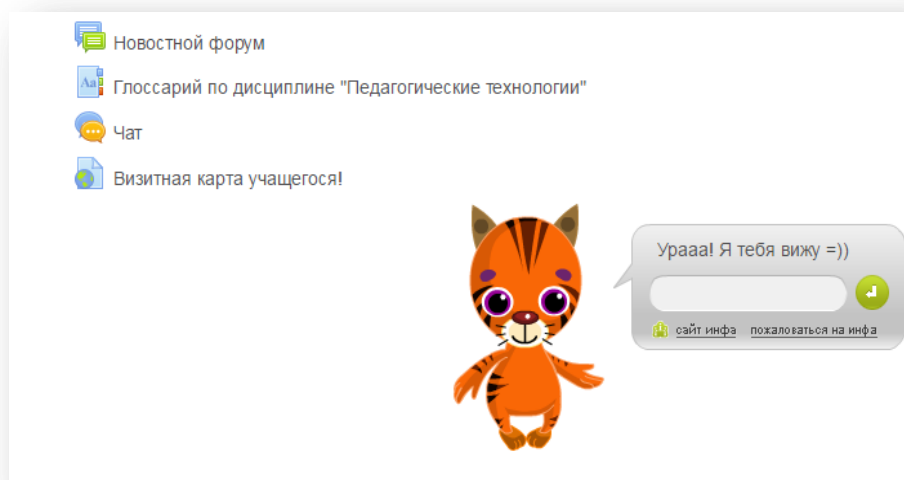 Новостной форум
Аа
Глоссарий по дисциплине "Педагогические технологии"
Чат
Визитная карта учащегося!
Урааа! Я тебя вижу =))
сайт инфа пожаловаться на инфа